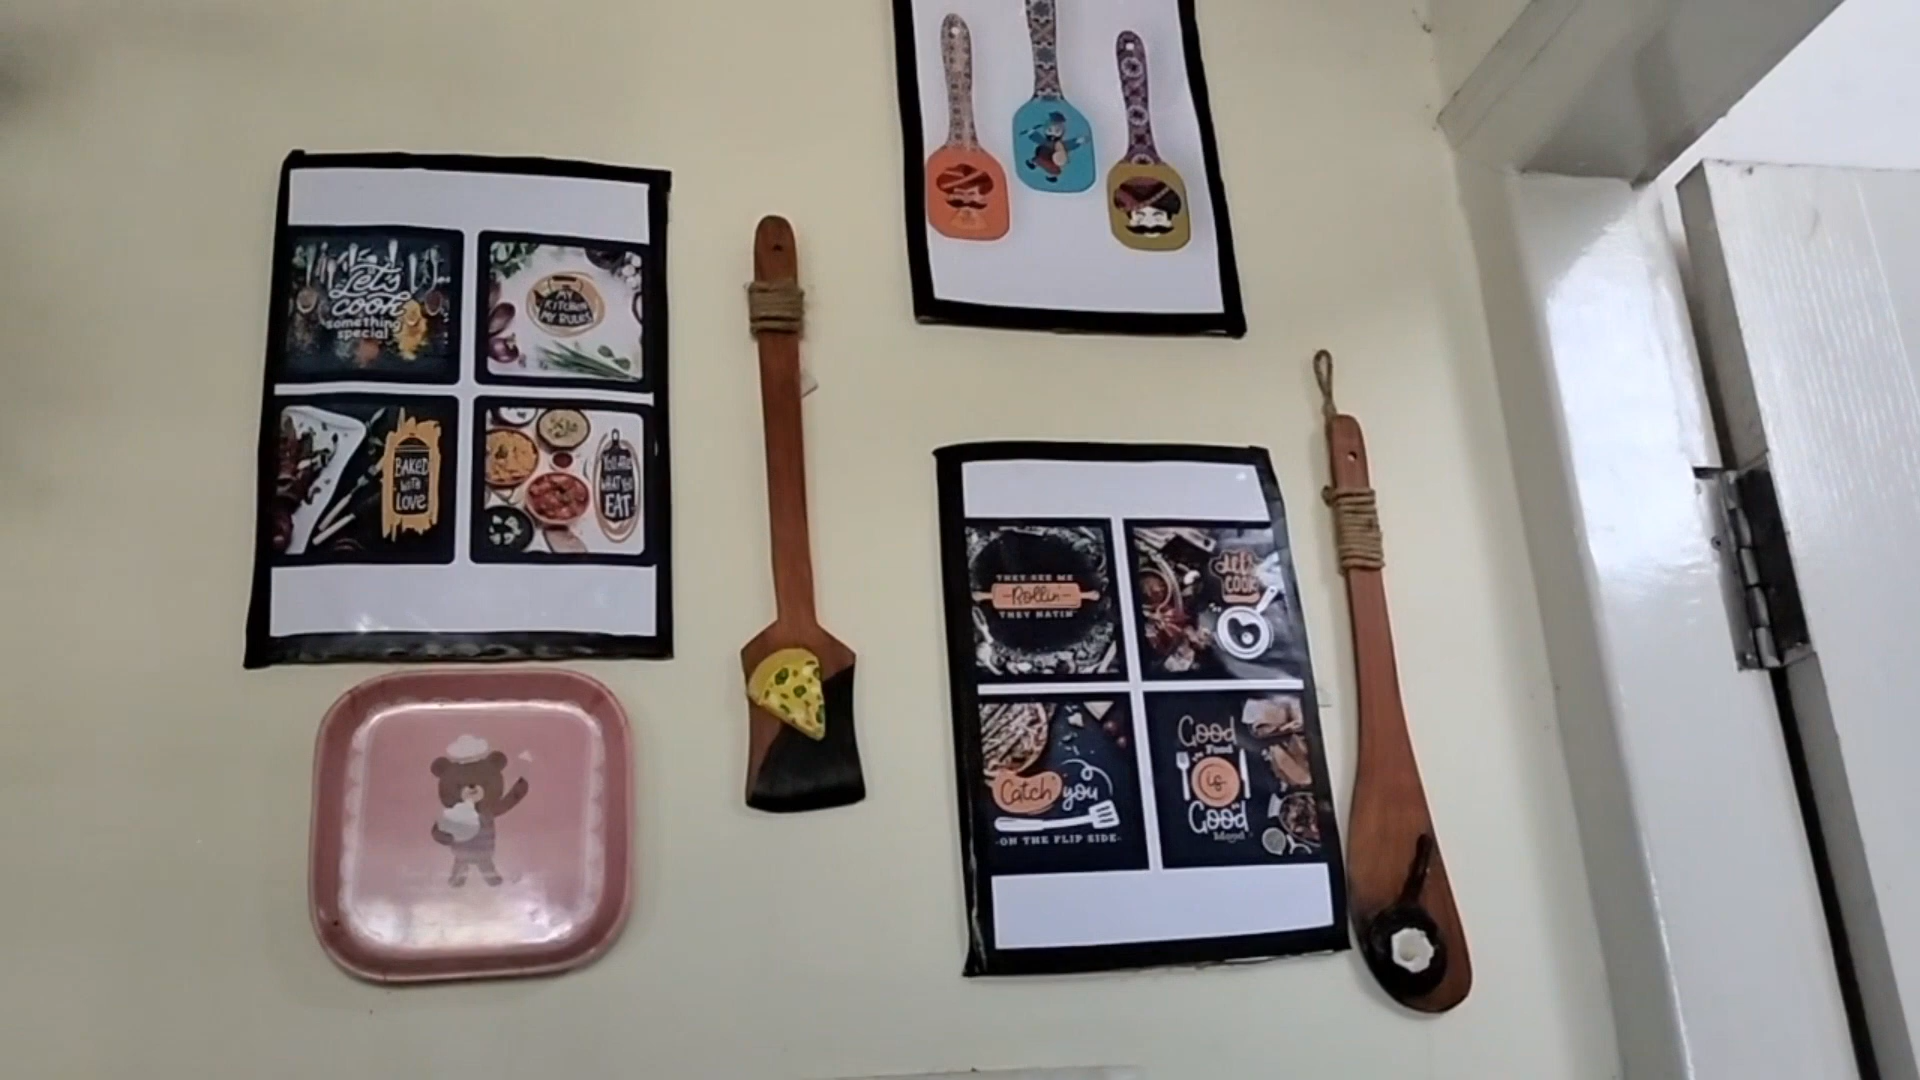 Let's
cook
something
special
MY
KITCHEN
MY RULES
BAKED
WITH
LOVE
YOU ARE
WHAT YOU
EAT
THEY SEE ME
Rollin'
THEY HATIN'
Let's
COOK
Catch you
ON THE FLIP SIDE
Good
Food
is
Good
Mood